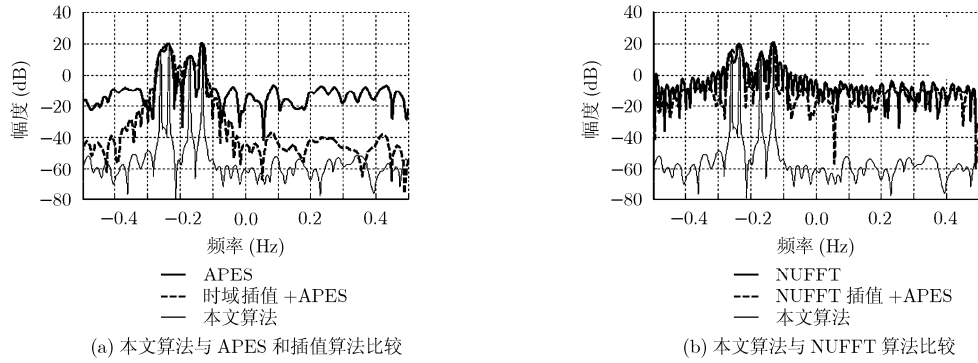 40
20
0
−20
−40
−60
−80
幅度 (dB)
−0.4 −0.2 0.0 0.2 0.4
频率 (Hz)
APES
时域插值+APES
本文算法
(a) 本文算法与 APES 和插值算法比较
40
20
0
−20
−40
−60
−80
幅度 (dB)
−0.4 −0.2 0.0 0.2 0.4
频率 (Hz)
NUFFT
NUFFT 插值+APES
本文算法
(b) 本文算法与 NUFFT 算法比较